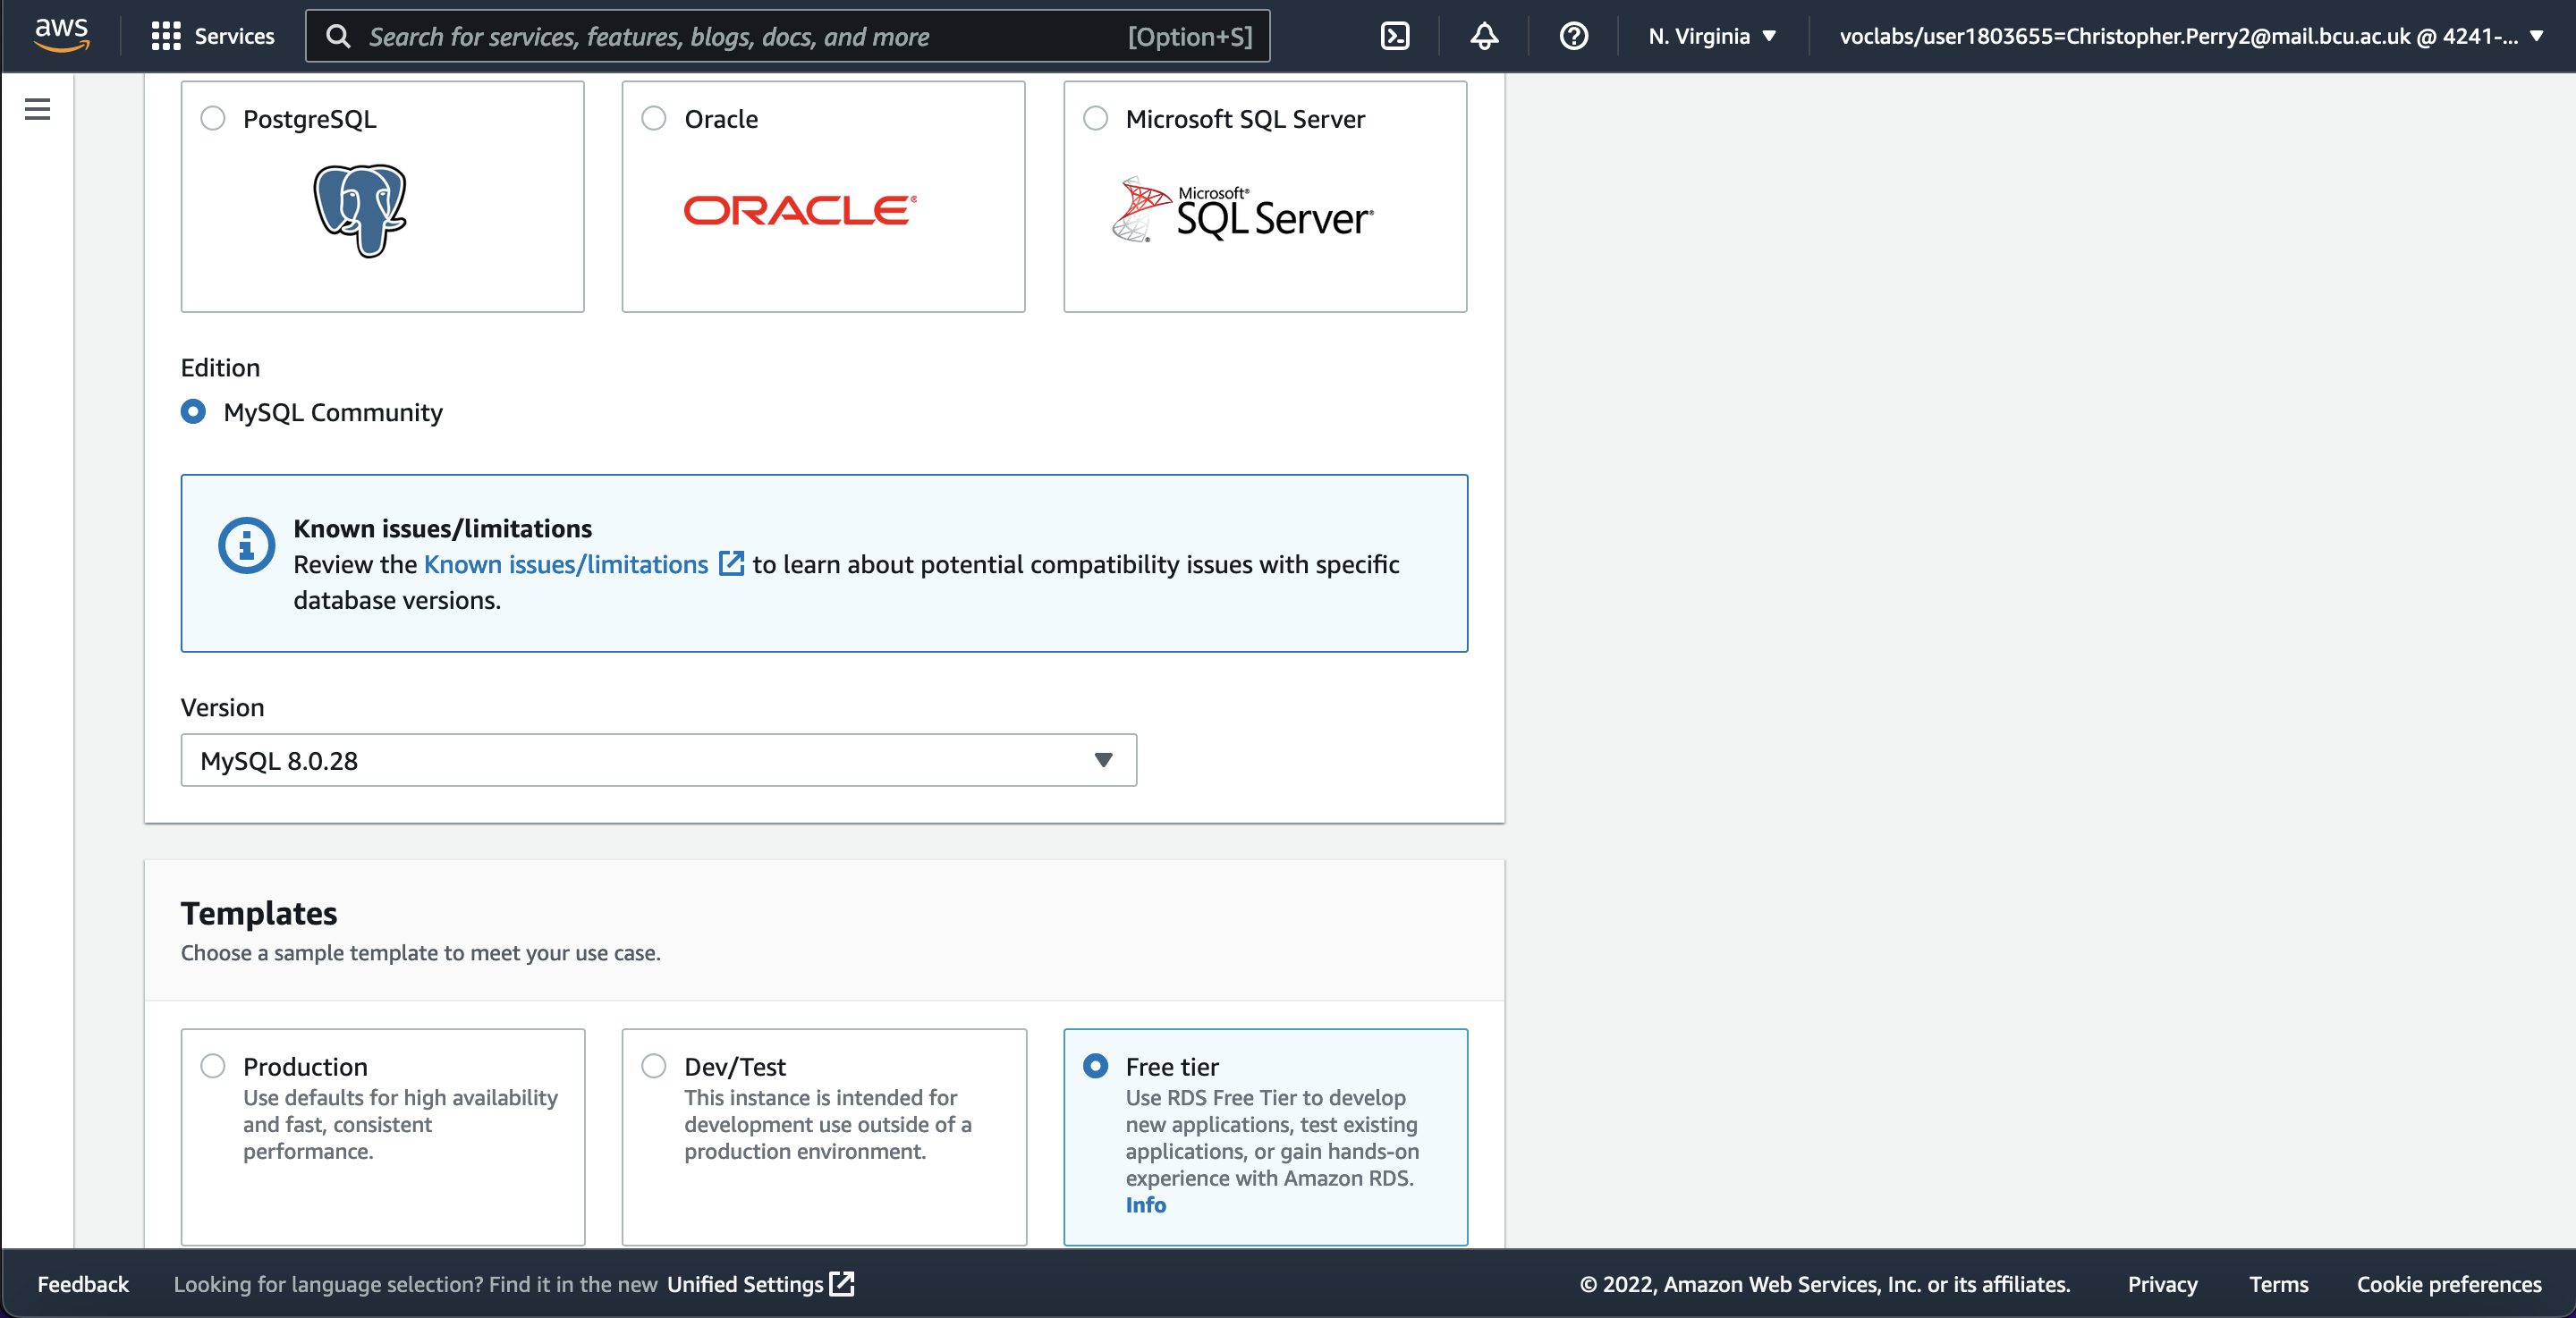 aws
Services
Search for services, features, blogs, docs, and more
[Option+S]
N. Virginia
voclabs/user1803655=Christopher.Perry2@mail.bcu.ac.uk @ 4241-...
PostgreSQL
Oracle
ORACLE®
Microsoft SQL Server
Microsoft®
SQL Server®
Edition
MySQL Community
Known issues/limitations
Review the Known issues/limitations to learn about potential compatibility issues with specific
database versions.
Version
MySQL 8.0.28
Templates
Choose a sample template to meet your use case.
Production
Use defaults for high availability
and fast, consistent
performance.
Dev/Test
This instance is intended for
development use outside of a
production environment.
Free tier
Use RDS Free Tier to develop
new applications, test existing
applications, or gain hands-on
experience with Amazon RDS.
Info
Feedback
Looking for language selection? Find it in the new Unified Settings
© 2022, Amazon Web Services, Inc. or its affiliates.
Privacy
Terms
Cookie preferences